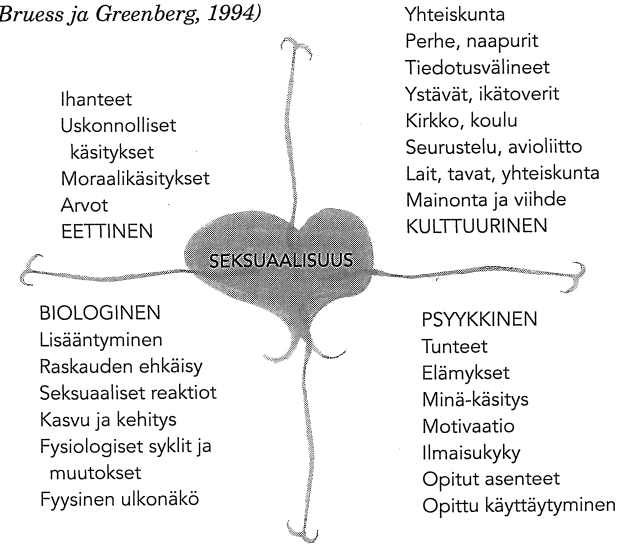 Bruess ja Greenberg, 1994)
Ihanteet
Uskonnolliset
käsitykset
Moraalikäsitykset
Arvot
EETTINEN
Yhteiskunta
Perhe, naapurit
Tiedotusvälineet
Ystävät, ikätoverit
Kirkko, koulu
Seurustelu, avioliitto
Lait, tavat, yhteiskunta
Mainonta ja viihde
KULTTUURINEN
SEKSUAALISUUS
BIOLOGINEN
Lisääntyminen
Raskauden ehkäisy
Seksuaaliset reaktiot
Kasvu ja kehitys
Fysiologiset syklit ja
muutokset
Fyysinen ulkonäkö
PSYYKKINEN
Tunteet
Elämykset
Minä-käsitys
Motivaatio
Ilmaisukyky
Opitut asenteet
Opittu käyttäytyminen